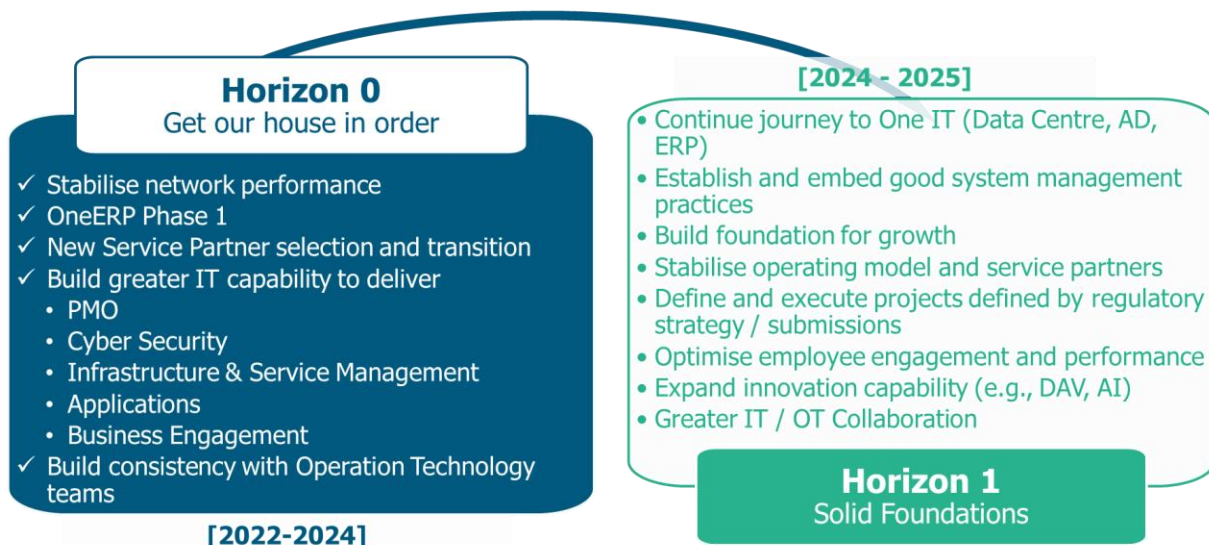 Horizon 0
Get our house in order
✓ Stabilise network performance
✓ OneERP Phase 1
✓ New Service Partner selection and transition
✓ Build greater IT capability to deliver
• PMO
• Cyber Security
• Infrastructure & Service Management
• Applications
• Business Engagement
✓ Build consistency with Operation Technology
teams
[2022-2024]
[2024 - 2025]
• Continue journey to One IT (Data Centre, AD,
ERP)
• Establish and embed good system management
practices
• Build foundation for growth
• Stabilise operating model and service partners
• Define and execute projects defined by regulatory
strategy / submissions
• Optimise employee engagement and performance
• Expand innovation capability (e.g., DAV, AI)
• Greater IT / OT Collaboration
Horizon 1
Solid Foundations